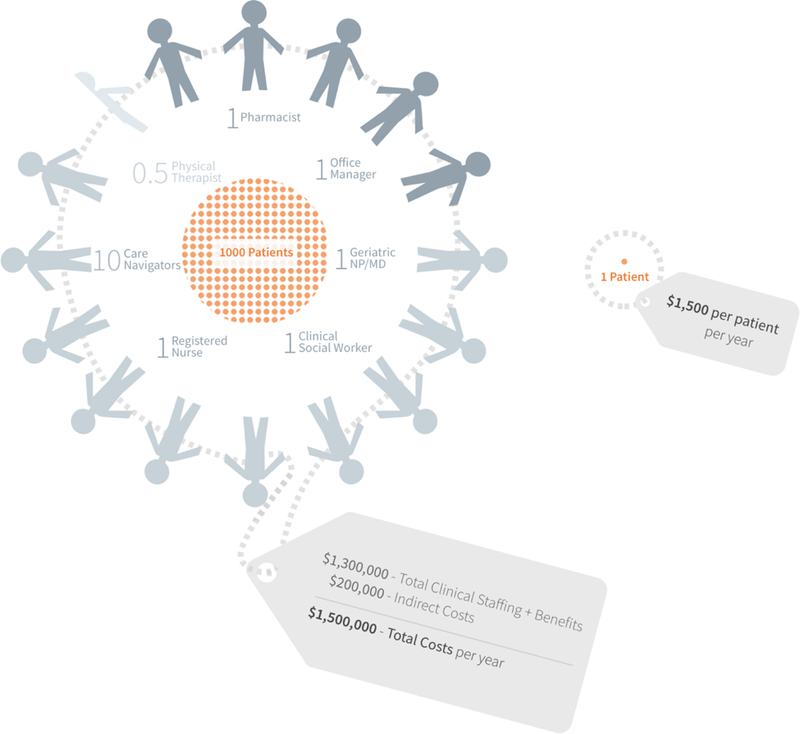 1 Pharmacist
0.5 Physical
Therapist
1 Office
Manager
10 Care
Navigators
1000 Patients
1 Geriatric
NP/MD
1 Registered
Nurse
1 Clinical
Social Worker
1 Patient
$1,500 per patient
per year
$1,300,000 - Total Clinical Staffing + Benefits
$200,000 - Indirect Costs
$1,500,000 - Total Costs per year